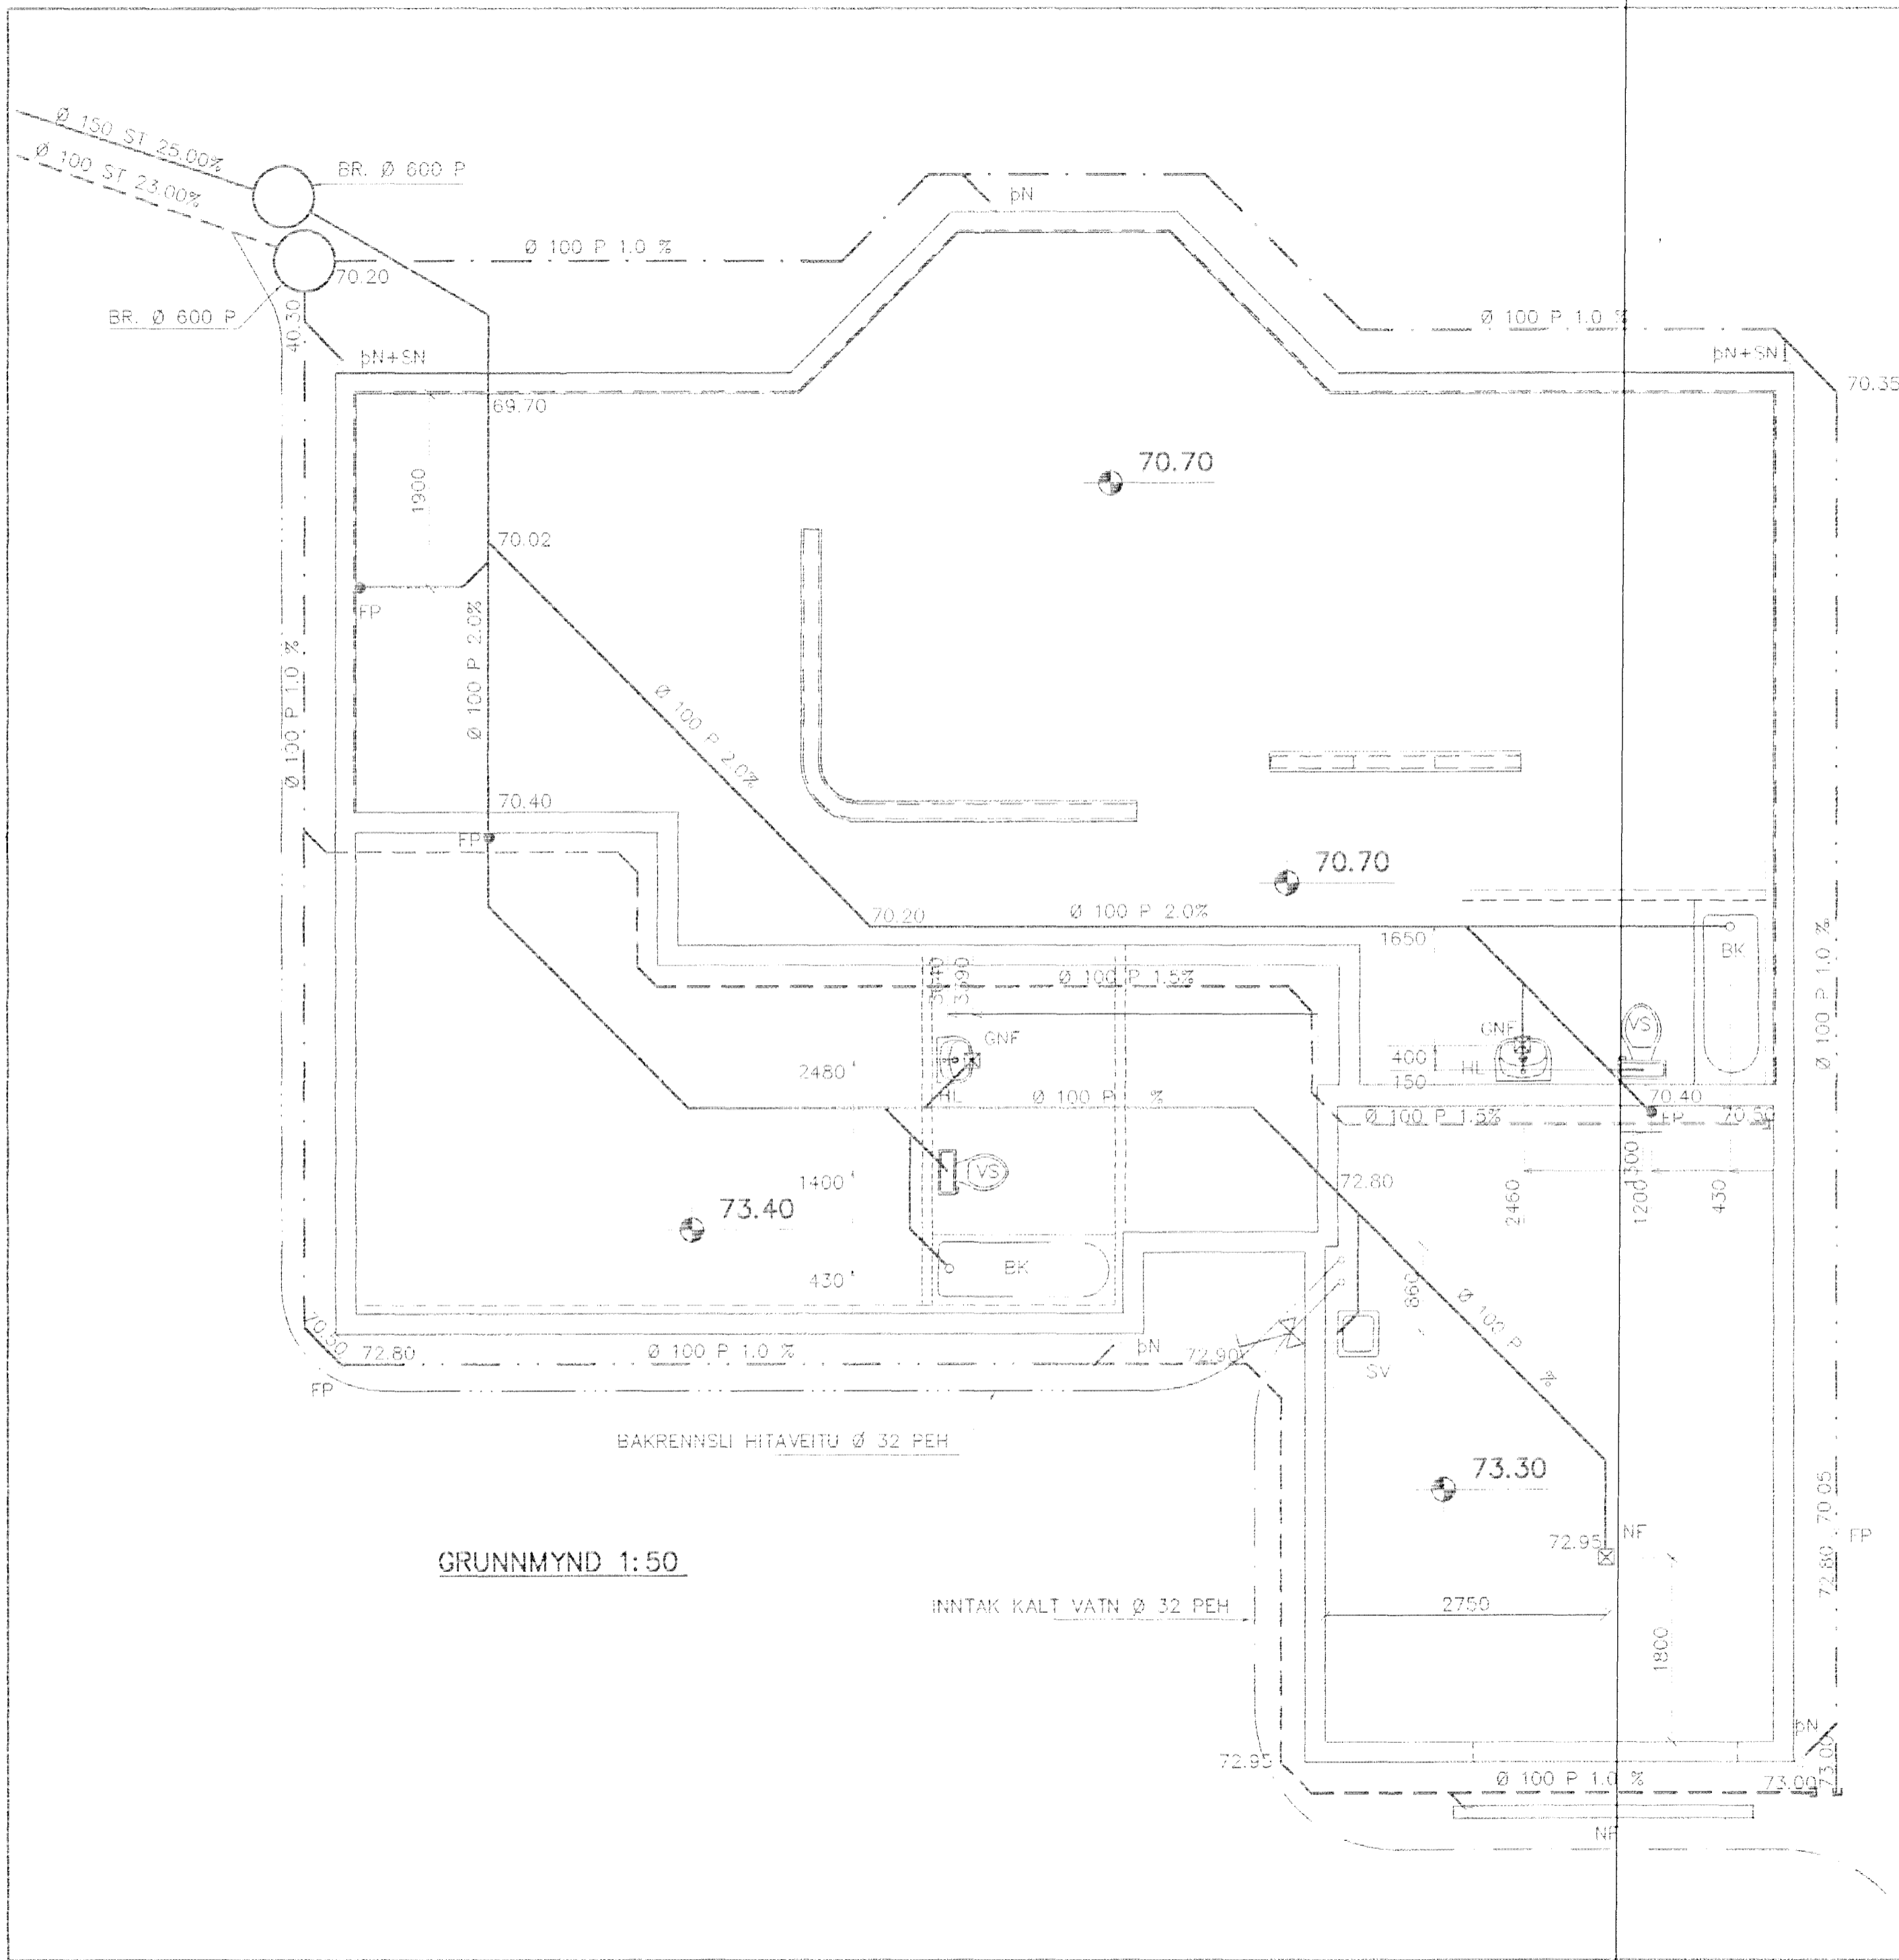 Ø 150 ST 25.00%
Ø 100 ST 23.00%
BR. Ø 600 P
þN
Ø 100 P 1.0 %
70.20
BR. Ø 600 P
40.30
Ø 100 P 1.0 %
þN+SN
þN+SN
70.35
69.70
70.70
1900
70.02
FP
Ø 100 P 2.0%
Ø 100 P 1.0 %
Ø 100 P 2.0%
70.40
FP
70.70
70.20
Ø 100 P 2.0%
1650
BK
Ø 100 P 1.0 %
Ø 100 P 1.5%
GNF
GNF
VS
2480
400
HL
150
HL
Ø 100 P
%
70.40
Ø 100 P 1.5%
FP
70.50
VS
1400
72.80
300
2460
1200
430
73.40
BK
430
860
Ø 100 P
%
70.50
72.80
Ø 100 P 1.0 %
þN
72.90
SV
FP
BAKRENNSLI HITAVEITU Ø 32 PEH
73.30
70.05
72.80
FP
72.95
NF
GRUNNMYND 1:50
INNTAK KALT VATN Ø 32 PEH
2750
1800
þN
72.95
Ø 100 P 1.0 %
73.00
73.00
NF